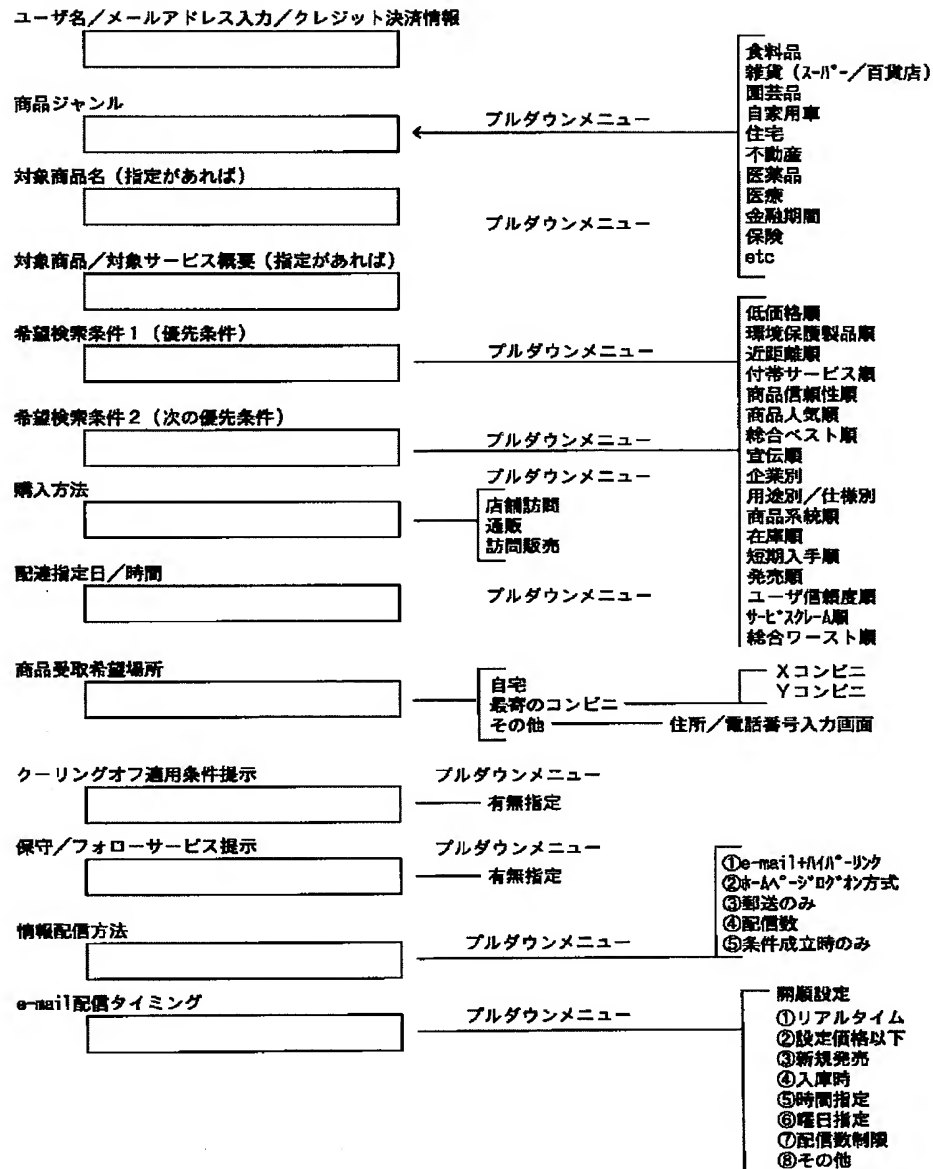 ユーザ名／メールアドレス入力／クレジット決済情報
商品ジャンル
プルダウンメニュー
食料品
雑貨（スーパー／百貨店）
園芸品
自家用車
住宅
不動産
医薬品
医療
金融期間
保険
etc
対象商品名（指定があれば）
プルダウンメニュー
対象商品／対象サービス概要（指定があれば）
希望検索条件１（優先条件）
プルダウンメニュー
希望検索条件２（次の優先条件）
プルダウンメニュー
低価格順
環境保護製品順
近距離順
付帯サービス順
商品信頼性順
商品人気順
総合ベスト順
宣伝順
企業別
用途別／仕様別
商品系統順
在庫順
短期入手順
発売順
ユーザ信頼度順
サービスクレーム順
総合ワースト順
購入方法
プルダウンメニュー
店舗訪問
通販
訪問販売
配達指定日／時間
プルダウンメニュー
商品受取希望場所
自宅
最寄のコンビニ
Xコンビニ
Yコンビニ
その他
住所／電話番号入力画面
クーリングオフ適用条件提示
プルダウンメニュー
有無指定
保守／フォローサービス提示
プルダウンメニュー
有無指定
情報配信方法
プルダウンメニュー
①e-mail+ハイパーリンク
②ホームページログオン方式
③郵送のみ
④配信数
⑤条件成立時のみ
e-mail配信タイミング
プルダウンメニュー
開順設定
①リアルタイム
②設定価格以下
③新規発売
④入庫時
⑤時間指定
⑥曜日指定
⑦配信数制限
⑧その他